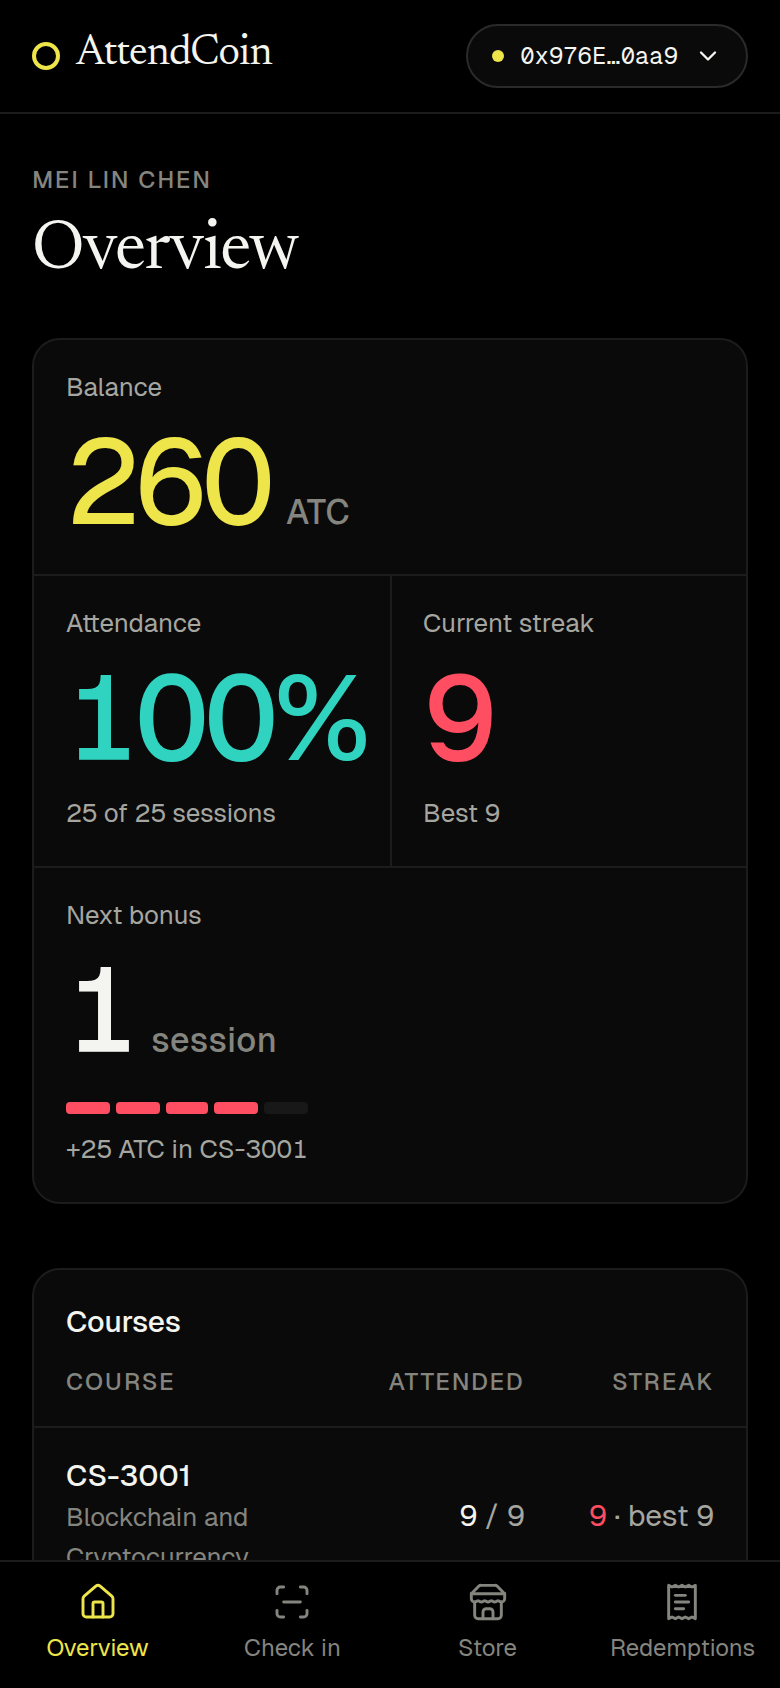 AttendCoin
0x976E…0aa9
MEI LIN CHEN
Overview
Balance
260 ATC
Attendance
100%
25 of 25 sessions
Current streak
9
Best 9
Next bonus
1 session
+25 ATC in CS-3001
Courses
COURSE ATTENDED STREAK
CS-3001
Blockchain and
Cryptocurrency
9 / 9
9 · best 9
Overview
Check in
Store
Redemptions